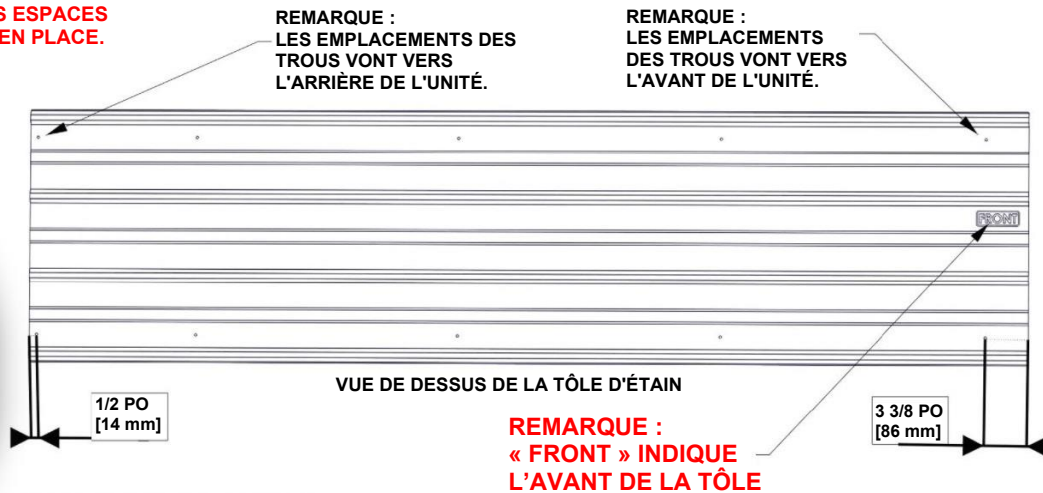 S ESPACES
EN PLACE.
REMARQUE :
LES EMPLACEMENTS DES
TROUS VONT VERS
L'ARRIÈRE DE L'UNITÉ.
REMARQUE :
LES EMPLACEMENTS
DES TROUS VONT VERS
L'AVANT DE L'UNITÉ.
FRONT
VUE DE DESSUS DE LA TÔLE D'ÉTAIN
1/2 PO
[14 mm]
3 3/8 PO
[86 mm]
REMARQUE :
« FRONT » INDIQUE
L’AVANT DE LA TÔLE